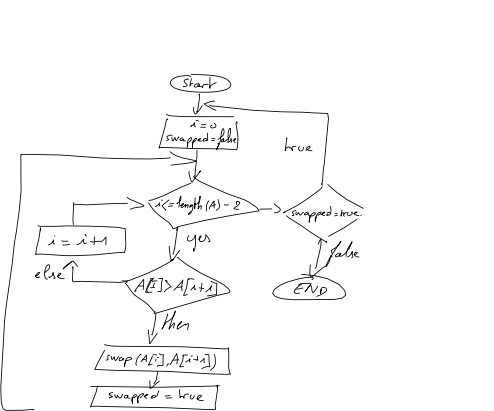 Start
i=0
swapped=false
true
i<=length(A)-2
swapped=true
yes
i = i+1
false
else
A[i]>A[i+i]
END
then
swap(A[i],A[i+1])
swapped = true